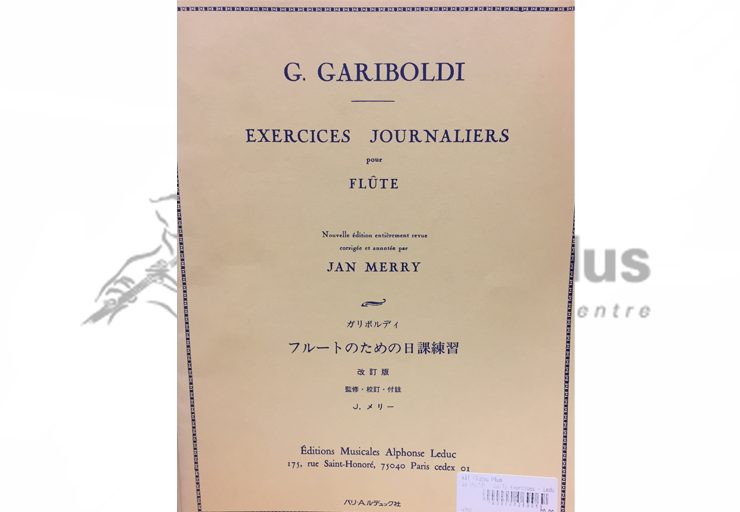 G. GARIBOLDI
EXERCICES JOURNALIERS
pour
FLÛTE
Nouvelle édition entièrement revue
corrigée et annotée par
JAN MERRY
ガリボルディ
フルートのための日課練習
改訂版
監修・校訂・付註
J. メリー
Éditions Musicales Alphonse Leduc
175, rue Saint-Honoré, 75040 Paris cedex 01
パリ・A.ルデュック社
lus
entre
Plus